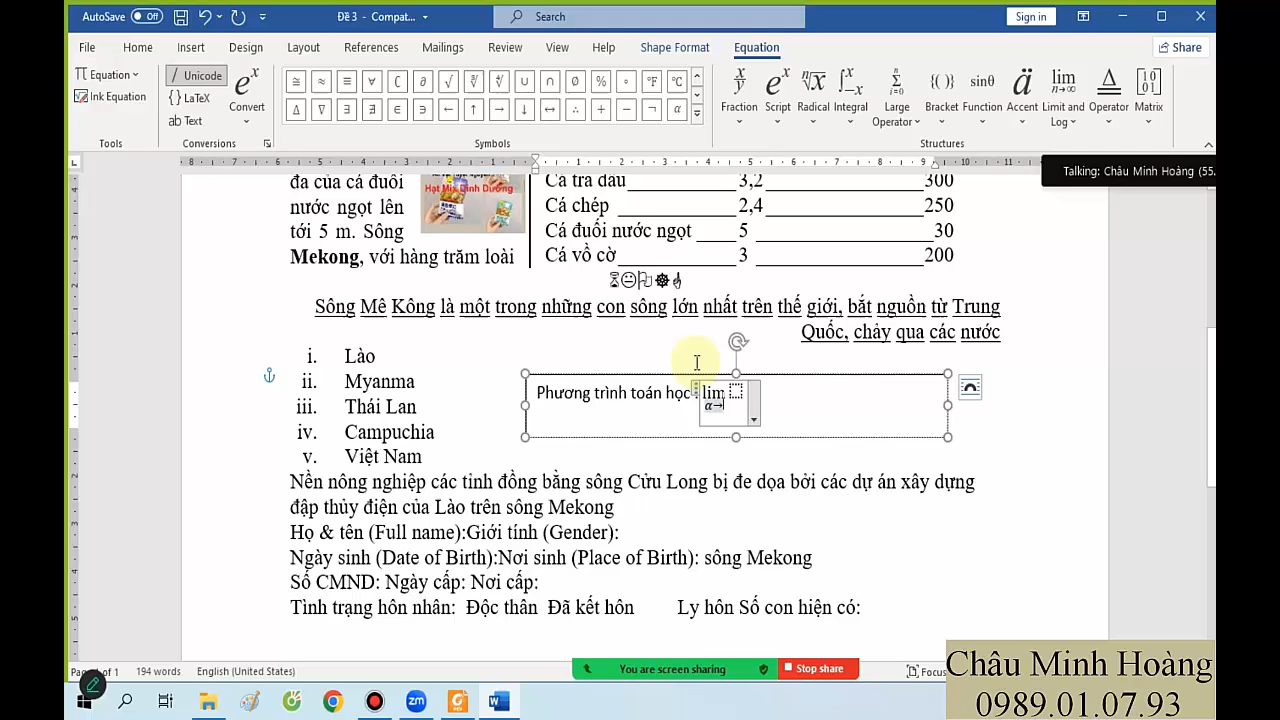 AutoSave Off Đề 3 - Compat... Search Sign in
File Home Insert Design Layout References Mailings Review View Help Shape Format Equation Share
Equation Unicode
LaTeX
Ink Equation
Convert
ab Text
Fraction Script Radical Integral Large Operator Bracket Function Accent Limit and Log Operator Matrix
Tools Conversions Symbols Structures
Talking: Châu Minh Hoàng (55.
đa của cá đuối
nước ngọt lên
tới 5 m. Sông
Mekong, với hàng trăm loài
Hạt Mix Dinh Dưỡng
Cá tra dầu 3,2 300
Cá chép 2,4 250
Cá đuối nước ngọt 5 30
Cá vồ cờ 3 200
Sông Mê Kông là một trong những con sông lớn nhất trên thế giới, bắt nguồn từ Trung
Quốc, chảy qua các nước
i. Lào
ii. Myanma
iii. Thái Lan
iv. Campuchia
v. Việt Nam
Phương trình toán học lim
α→
Nền nông nghiệp các tỉnh đồng bằng sông Cửu Long bị đe dọa bởi các dự án xây dựng
đập thủy điện của Lào trên sông Mekong
Họ & tên (Full name):Giới tính (Gender):
Ngày sinh (Date of Birth):Nơi sinh (Place of Birth): sông Mekong
Số CMND: Ngày cấp: Nơi cấp:
Tình trạng hôn nhân: Độc thân Đã kết hôn Ly hôn Số con hiện có:
of 1 194 words English (United States) You are screen sharing Stop share Focus
Châu Minh Hoàng
0989.01.07.93